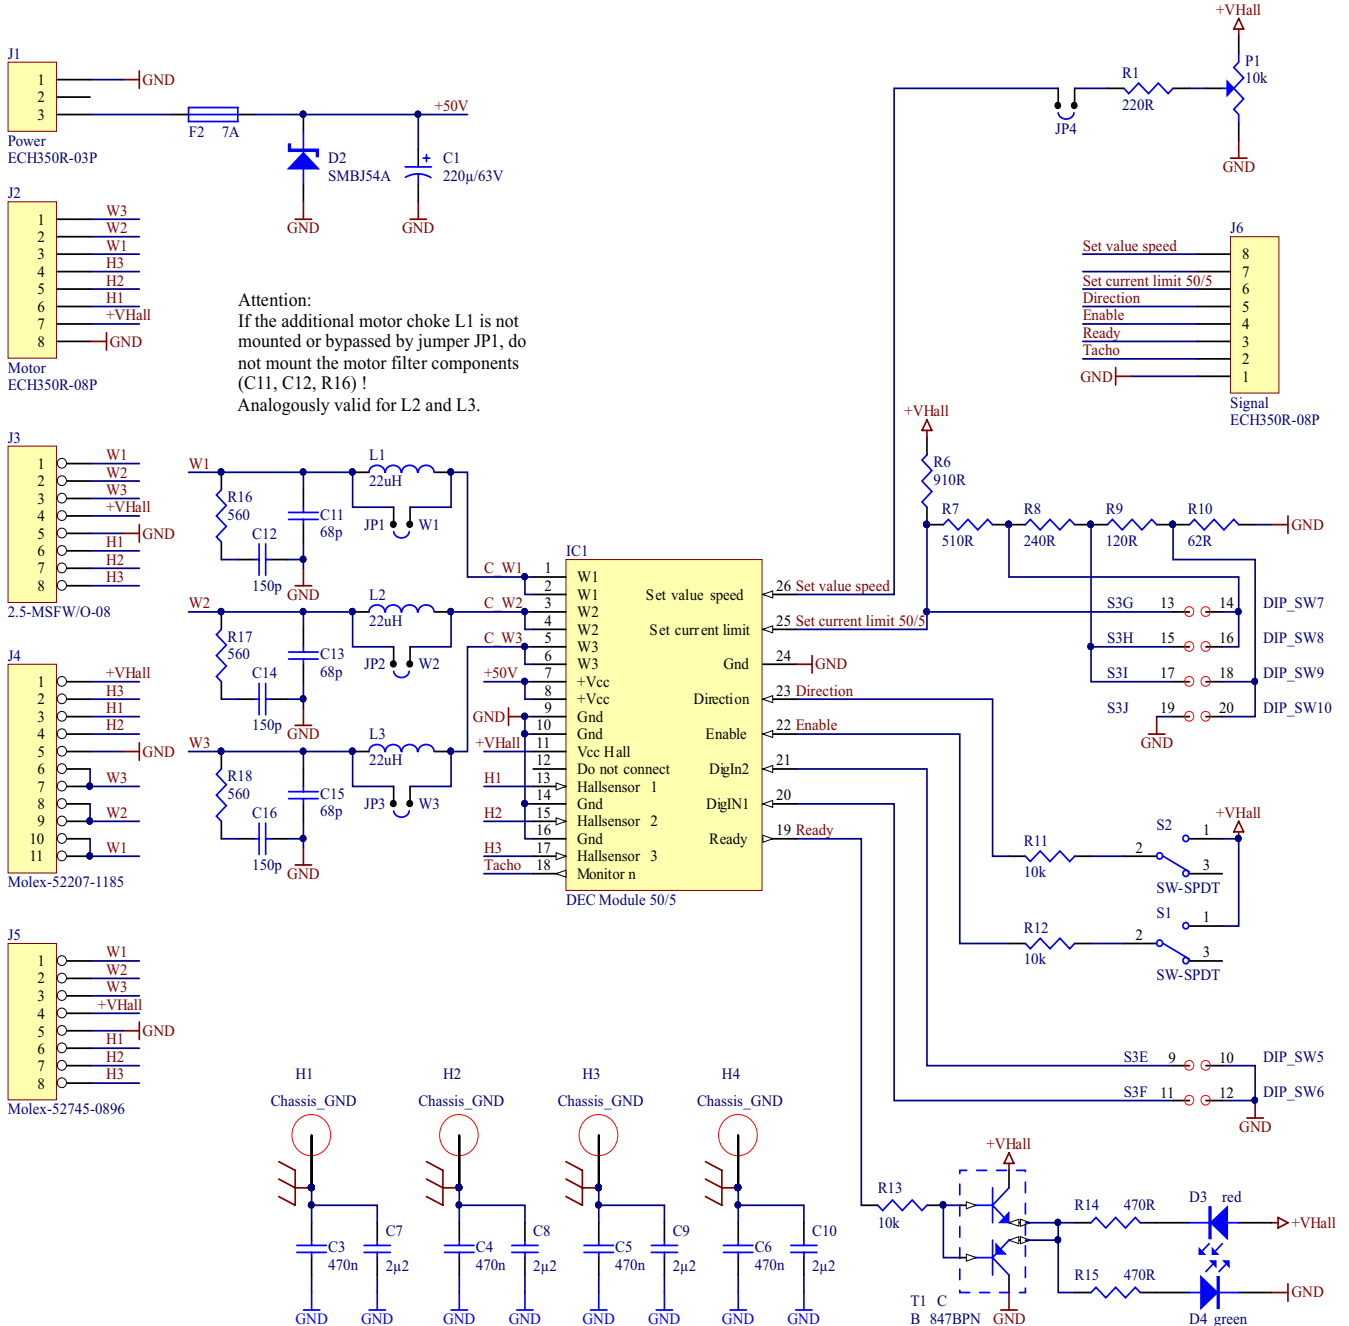 J1
1
GND
2
3
Power
ECH350R-03P
F2 7A
+50V
D2
SMBJ54A
C1
220µ/63V
GND
GND
+VHall
P1
10k
R1
220R
JP4
GND
J2
1 W3
2 W2
3 W1
4 H3
5 H2
6 H1
7 +VHall
8 GND
Motor
ECH350R-08P
Attention:
If the additional motor choke L1 is not
mounted or bypassed by jumper JP1, do
not mount the motor filter components
(C11, C12, R16) !
Analogously valid for L2 and L3.
J6
Set value speed 8
7
Set current limit 50/5 6
Direction 5
Enable 4
Ready 3
Tacho 2
GND 1
Signal
ECH350R-08P
J3
1 W1
2 W2
3 W3
4 +VHall
5 GND
6 H1
7 H2
8 H3
2.5-MSFW/O-08
J4
1 +VHall
2 H3
3 H1
4 H2
5 GND
6
7 W3
8
9 W2
10
11 W1
Molex-52207-1185
J5
1 W1
2 W2
3 W3
4 +VHall
5 GND
6 H1
7 H2
8 H3
Molex-52745-0896
W1
R16
560
C12
150p
C11
68p
GND
L1
22uH
JP1 W1
W2
R17
560
C14
150p
C13
68p
GND
L2
22uH
JP2 W2
W3
R18
560
C16
150p
C15
68p
GND
L3
22uH
JP3 W3
IC1
C_W1 1 W1
2 W1
C_W2 3 W2
4 W2
C_W3 5 W3
6 W3
+50V 7 +Vcc
8 +Vcc
GND 9 Gnd
10 Gnd
+VHall 11 Vcc Hall
12 Do not connect
H1 13 Hallsensor 1
14 Gnd
H2 15 Hallsensor 2
16 Gnd
H3 17 Hallsensor 3
Tacho 18 Monitor n
Set value speed 26 Set value speed
Set current limit 25 Set current limit 50/5
Gnd 24 GND
Direction 23 Direction
Enable 22 Enable
DigIn2 21
DigIN1 20
Ready 19 Ready
DEC Module 50/5
+VHall
R6
910R
R7
510R
R8
240R
R9
120R
R10
62R
GND
S3G 13 14 DIP_SW7
S3H 15 16 DIP_SW8
S3I 17 18 DIP_SW9
S3J 19 20 DIP_SW10
GND
R11
10k
S2
1
2
3
SW-SPDT
+VHall
R12
10k
S1
1
2
3
SW-SPDT
S3E 9 10 DIP_SW5
S3F 11 12 DIP_SW6
GND
H1
Chassis_GND
C3
470n
C7
2µ2
GND GND
H2
Chassis_GND
C4
470n
C8
2µ2
GND GND
H3
Chassis_GND
C5
470n
C9
2µ2
GND GND
H4
Chassis_GND
C6
470n
C10
2µ2
GND GND
R13
10k
+VHall
T1 C
B 847BPN
GND
R14 470R
D3 red
+VHall
R15 470R
D4 green
GND